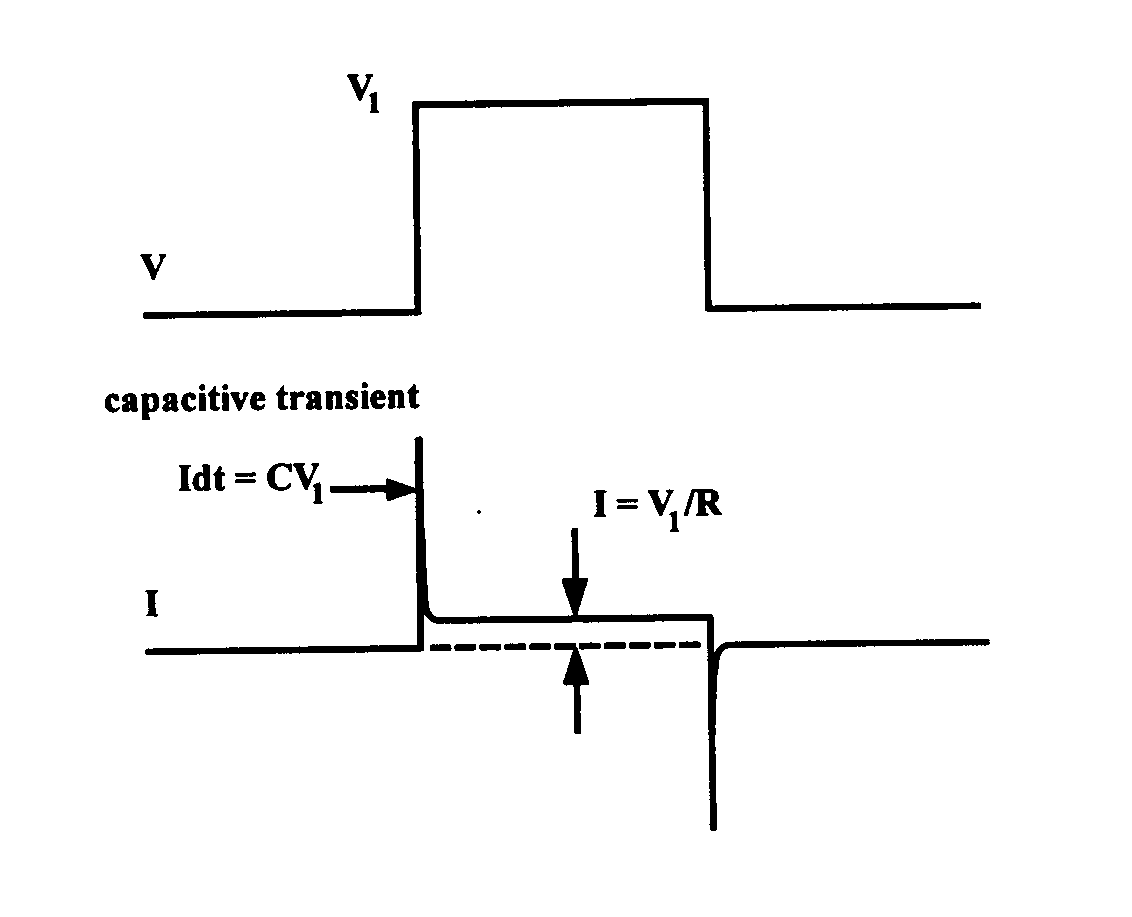 V₁
V
capacitive transient
Idt = CV₁
I = V₁/R
I